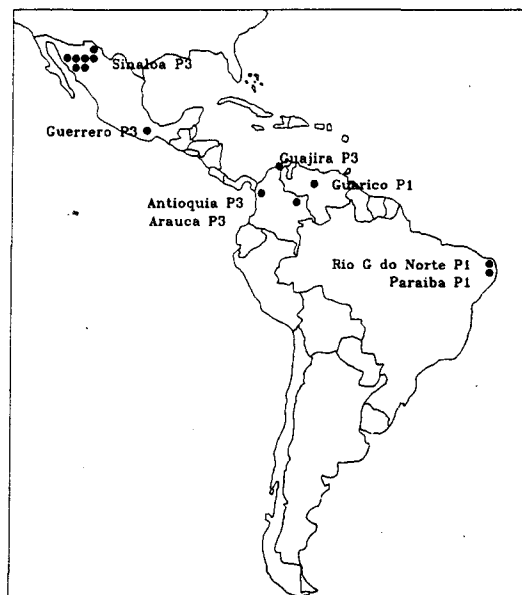 Sinaloa P3
Guerrero P3
Guajira P3
Guarico P1
Antioquia P3
Arauca P3
Rio G do Norte P1
Paraiba P1